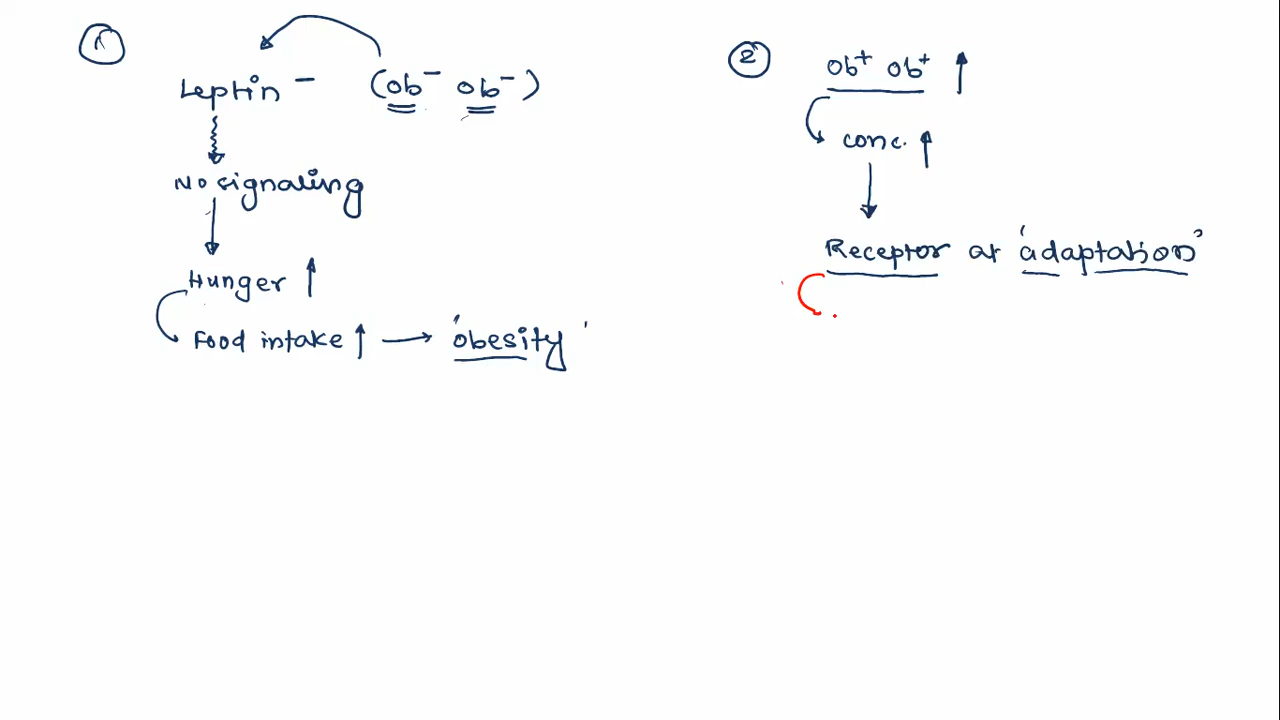 1
Leptin⁻ (ob⁻ ob⁻)
No signaling
Hunger ↑
Food intake ↑ → 'obesity'
2
Ob⁺ Ob⁺ ↑
conc. ↑
Receptor at 'adaptation'